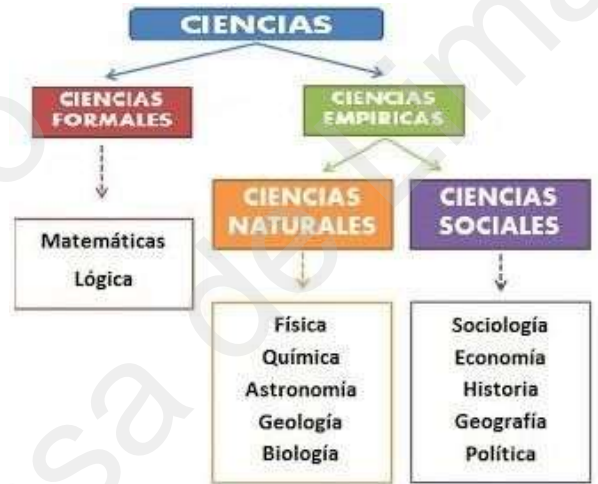 CIENCIAS
CIENCIAS
FORMALES
CIENCIAS
EMPIRICAS
Matemáticas
Lógica
CIENCIAS
NATURALES
CIENCIAS
SOCIALES
Física
Química
Astronomía
Geología
Biología
Sociología
Economía
Historia
Geografía
Política